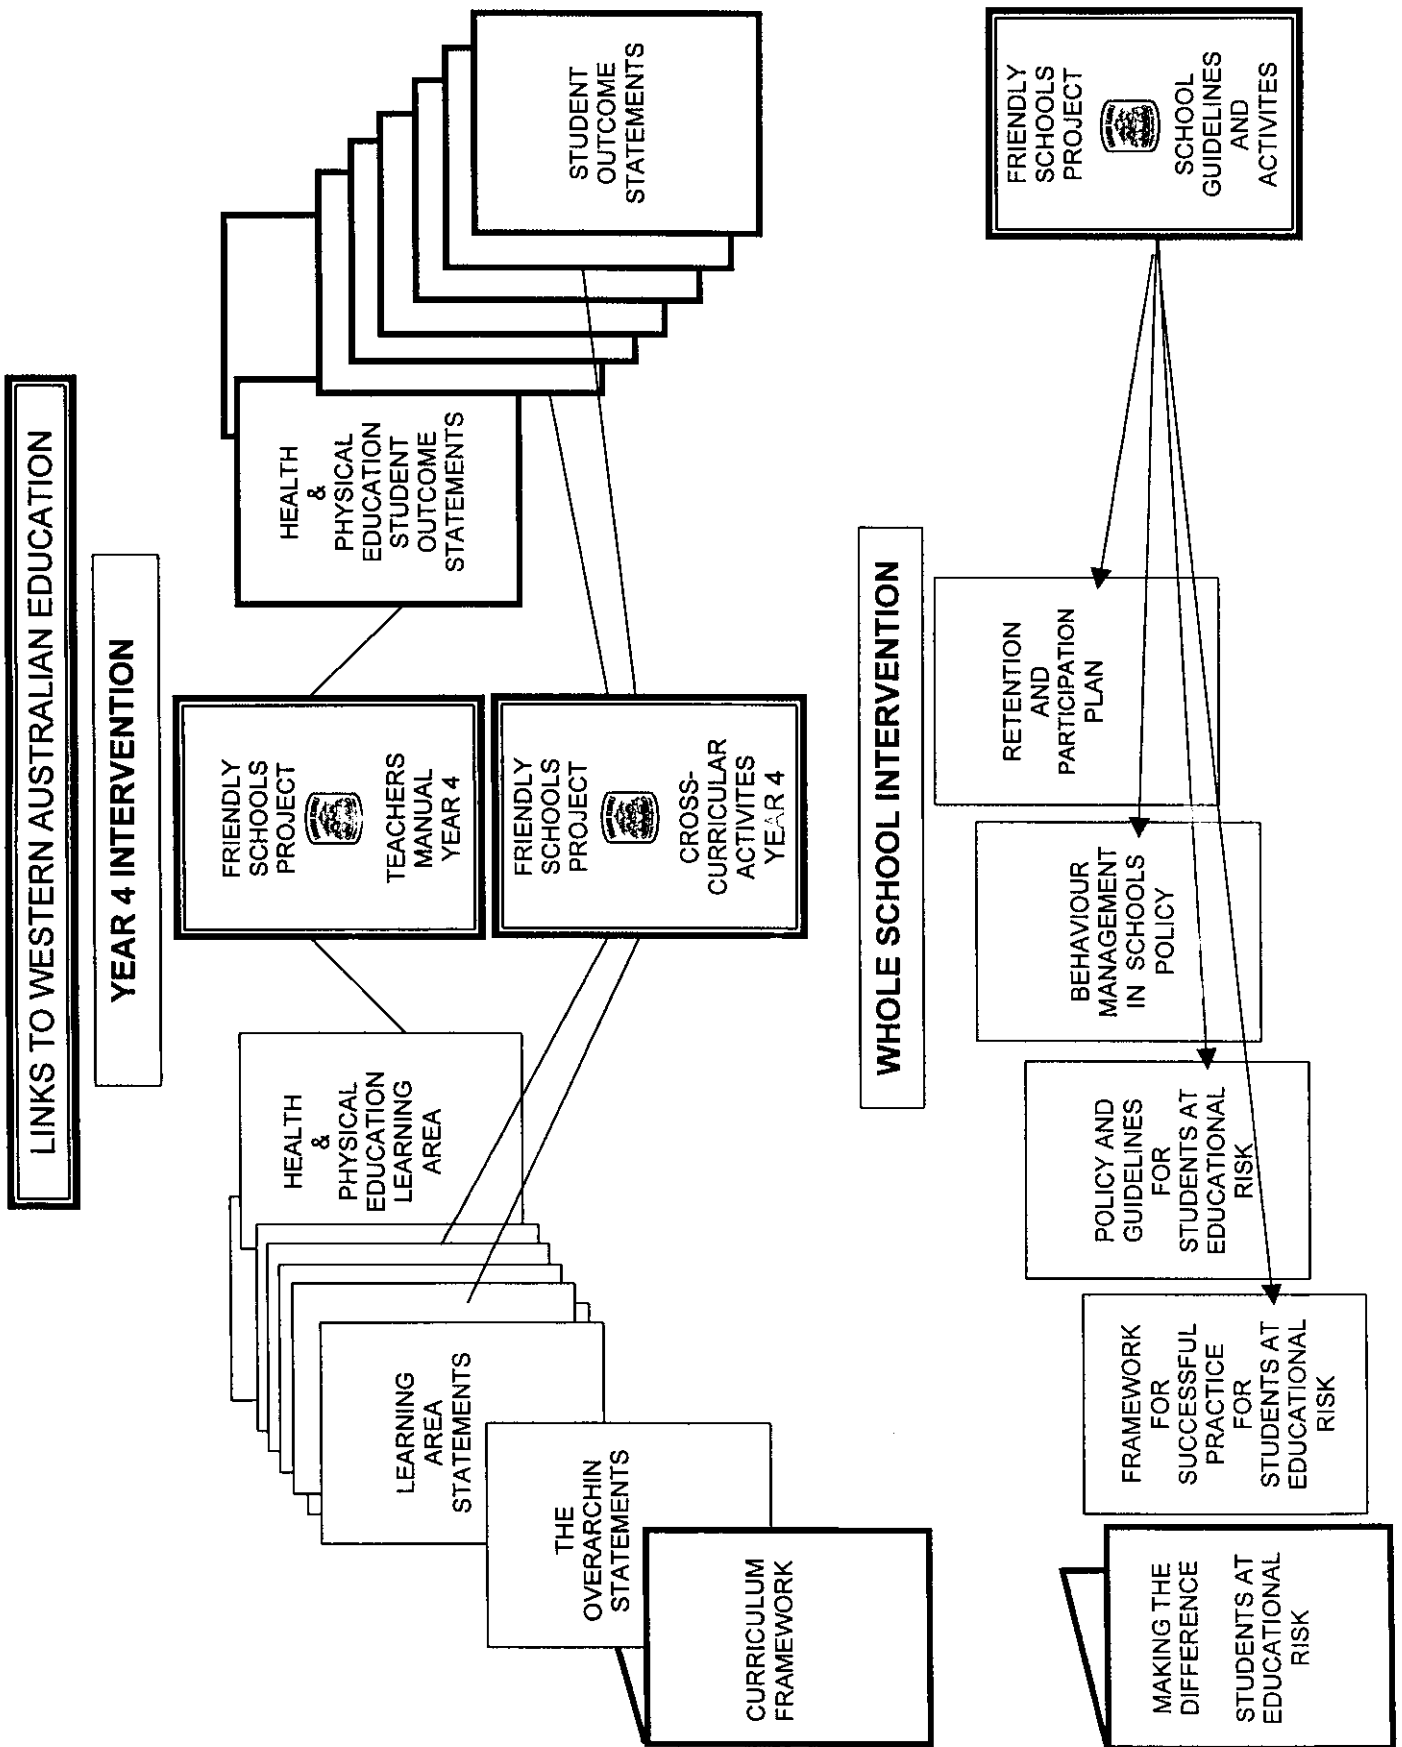 LINKS TO WESTERN AUSTRALIAN EDUCATION
YEAR 4 INTERVENTION
CURRICULUM
FRAMEWORK
THE
OVERARCHIN
STATEMENTS
LEARNING
AREA
STATEMENTS
HEALTH
&
PHYSICAL
EDUCATION
LEARNING
AREA
FRIENDLY
SCHOOLS
PROJECT
TEACHERS
MANUAL
YEAR 4
FRIENDLY
SCHOOLS
PROJECT
CROSS-
CURRICULAR
ACTIVITES
YEAR 4
HEALTH
&
PHYSICAL
EDUCATION
STUDENT
OUTCOME
STATEMENTS
STUDENT
OUTCOME
STATEMENTS
WHOLE SCHOOL INTERVENTION
MAKING THE
DIFFERENCE
STUDENTS AT
EDUCATIONAL
RISK
FRAMEWORK
FOR
SUCCESSFUL
PRACTICE
FOR
STUDENTS AT
EDUCATIONAL
RISK
POLICY AND
GUIDELINES
FOR
STUDENTS AT
EDUCATIONAL
RISK
BEHAVIOUR
MANAGEMENT
IN SCHOOLS
POLICY
RETENTION
AND
PARTICIPATION
PLAN
FRIENDLY
SCHOOLS
PROJECT
SCHOOL
GUIDELINES
AND
ACTIVITES